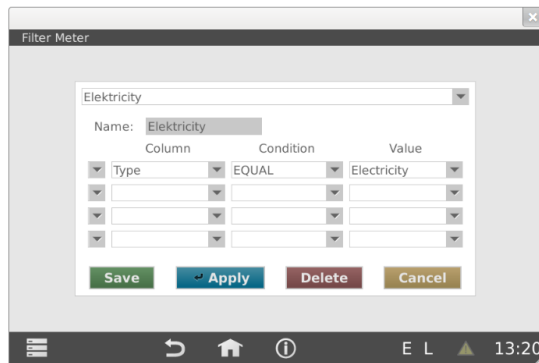 Filter Meter
Elektricity
Name: Elektricity
Column Condition Value
Type EQUAL Electricity
Save Apply Delete Cancel
E L 13:20